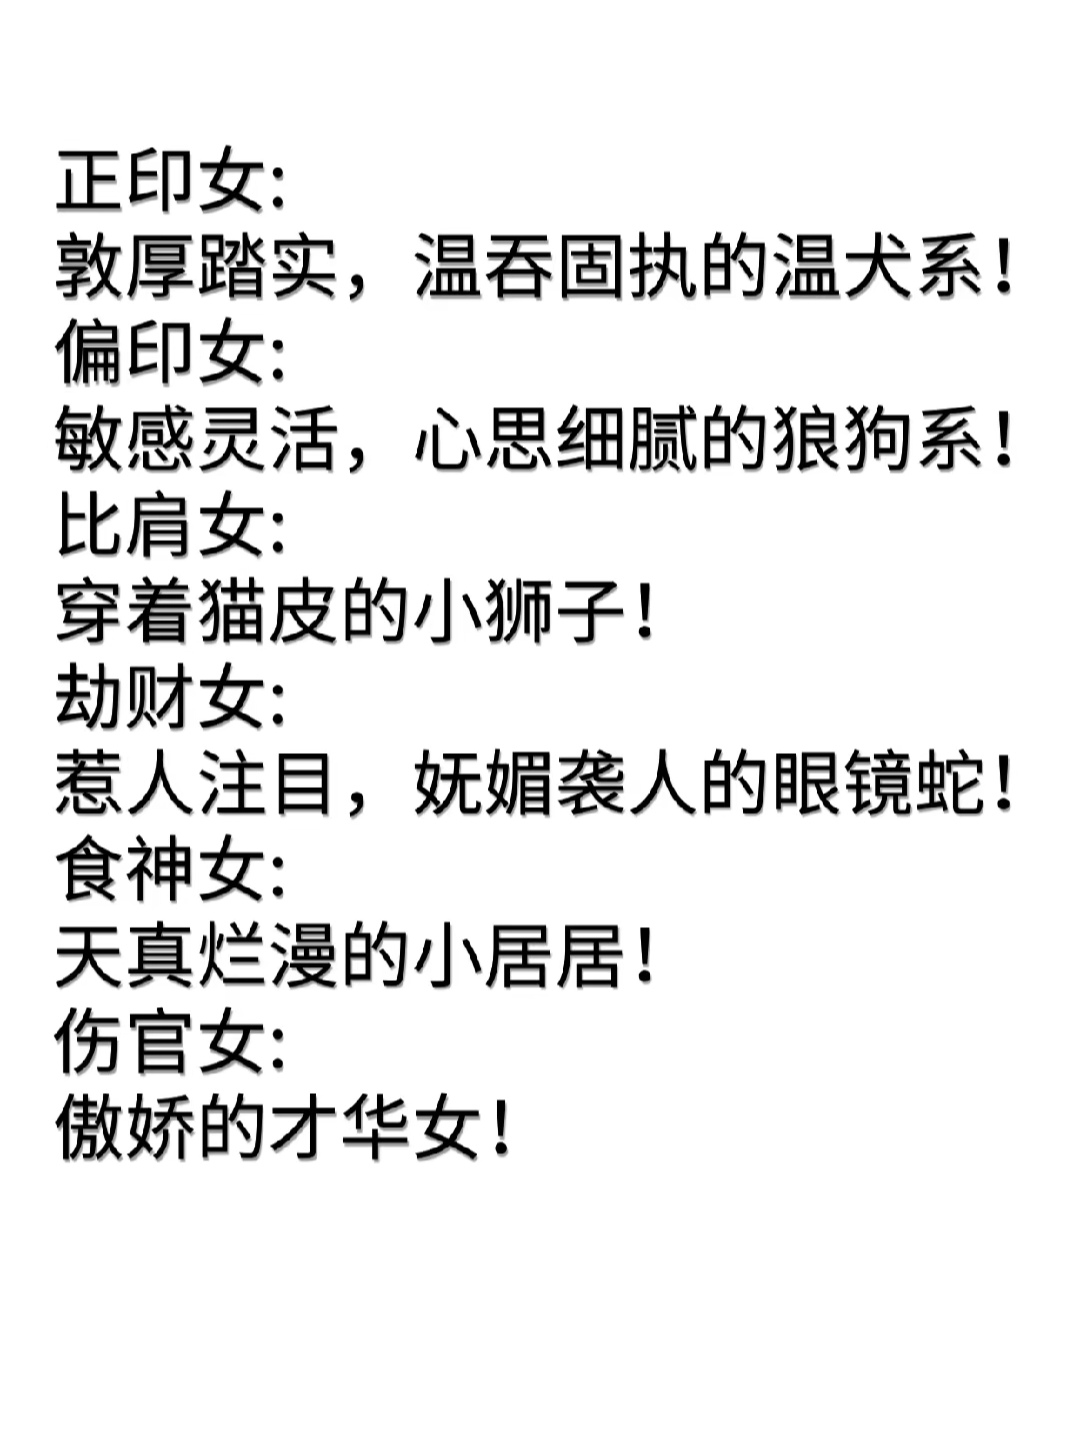 正印女:
敦厚踏实，温吞固执的温犬系！
偏印女:
敏感灵活，心思细腻的狼狗系！
比肩女:
穿着猫皮的小狮子！
劫财女:
惹人注目，妩媚袭人的眼镜蛇！
食神女:
天真烂漫的小居居！
伤官女:
傲娇的才华女！